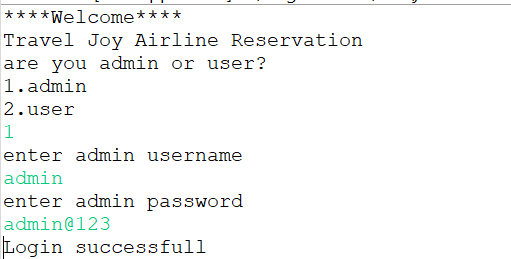 ****Welcome****
Travel Joy Airline Reservation
are you admin or user?
1.admin
2.user
1
enter admin username
admin
enter admin password
admin@123
Login successfull